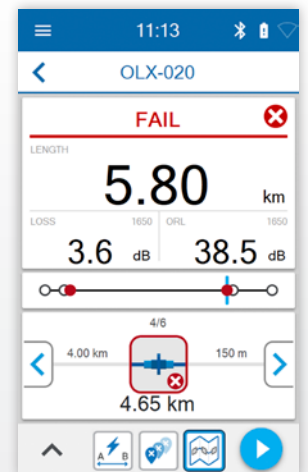 11:13
OLX-020
FAIL
LENGTH
5.80 km
LOSS 1650 ORL 1650
3.6 dB 38.5 dB
4/6
4.00 km 150 m
4.65 km
A B